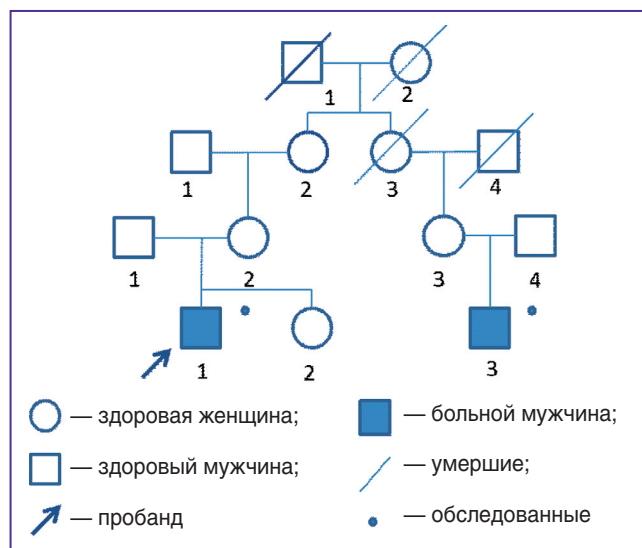 1 2
1 2 3 4
1 2 3 4
1 2 3
— здоровая женщина;
— больной мужчина;
— здоровый мужчина;
— умершие;
— пробанд
— обследованные